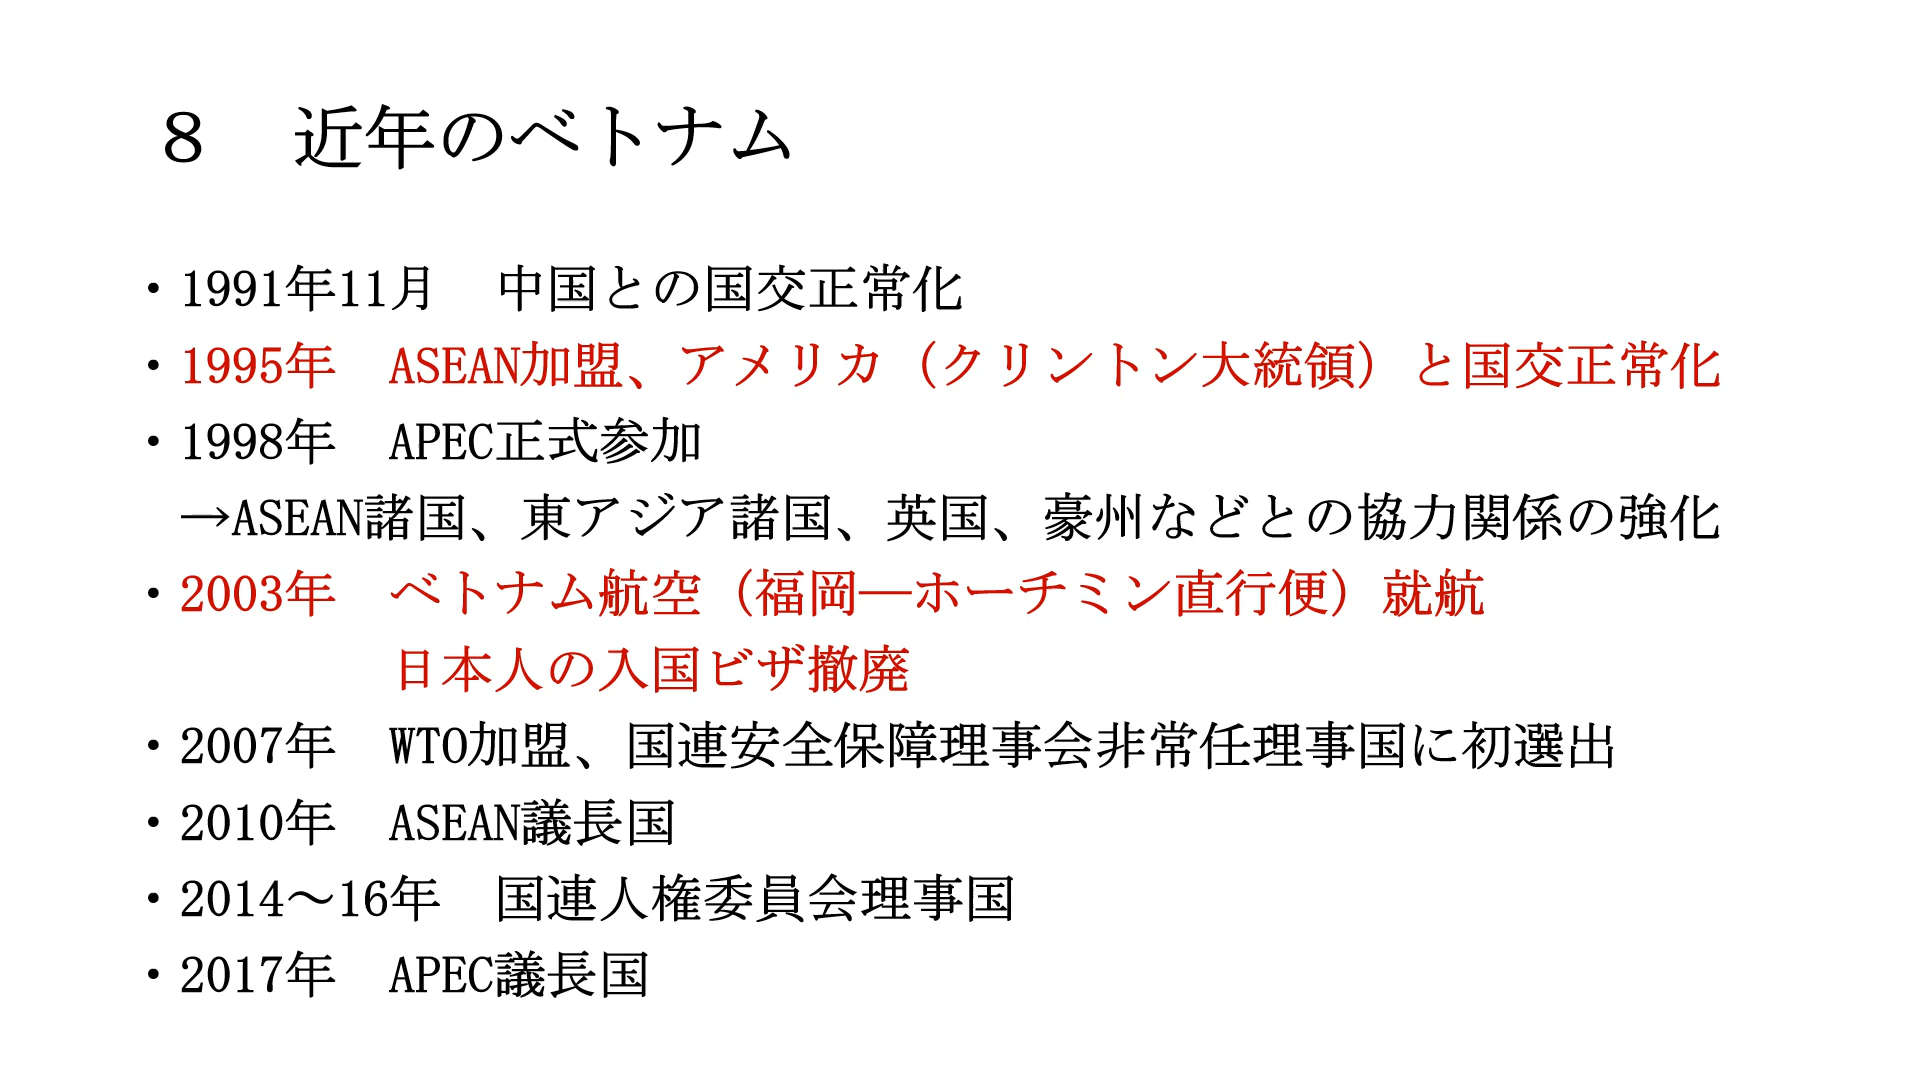 ８　近年のベトナム
・1991年11月　中国との国交正常化
・1995年　ASEAN加盟、アメリカ（クリントン大統領）と国交正常化
・1998年　APEC正式参加
→ASEAN諸国、東アジア諸国、英国、豪州などとの協力関係の強化
・2003年　ベトナム航空（福岡―ホーチミン直行便）就航
日本人の入国ビザ撤廃
・2007年　WTO加盟、国連安全保障理事会非常任理事国に初選出
・2010年　ASEAN議長国
・2014～16年　国連人権委員会理事国
・2017年　APEC議長国